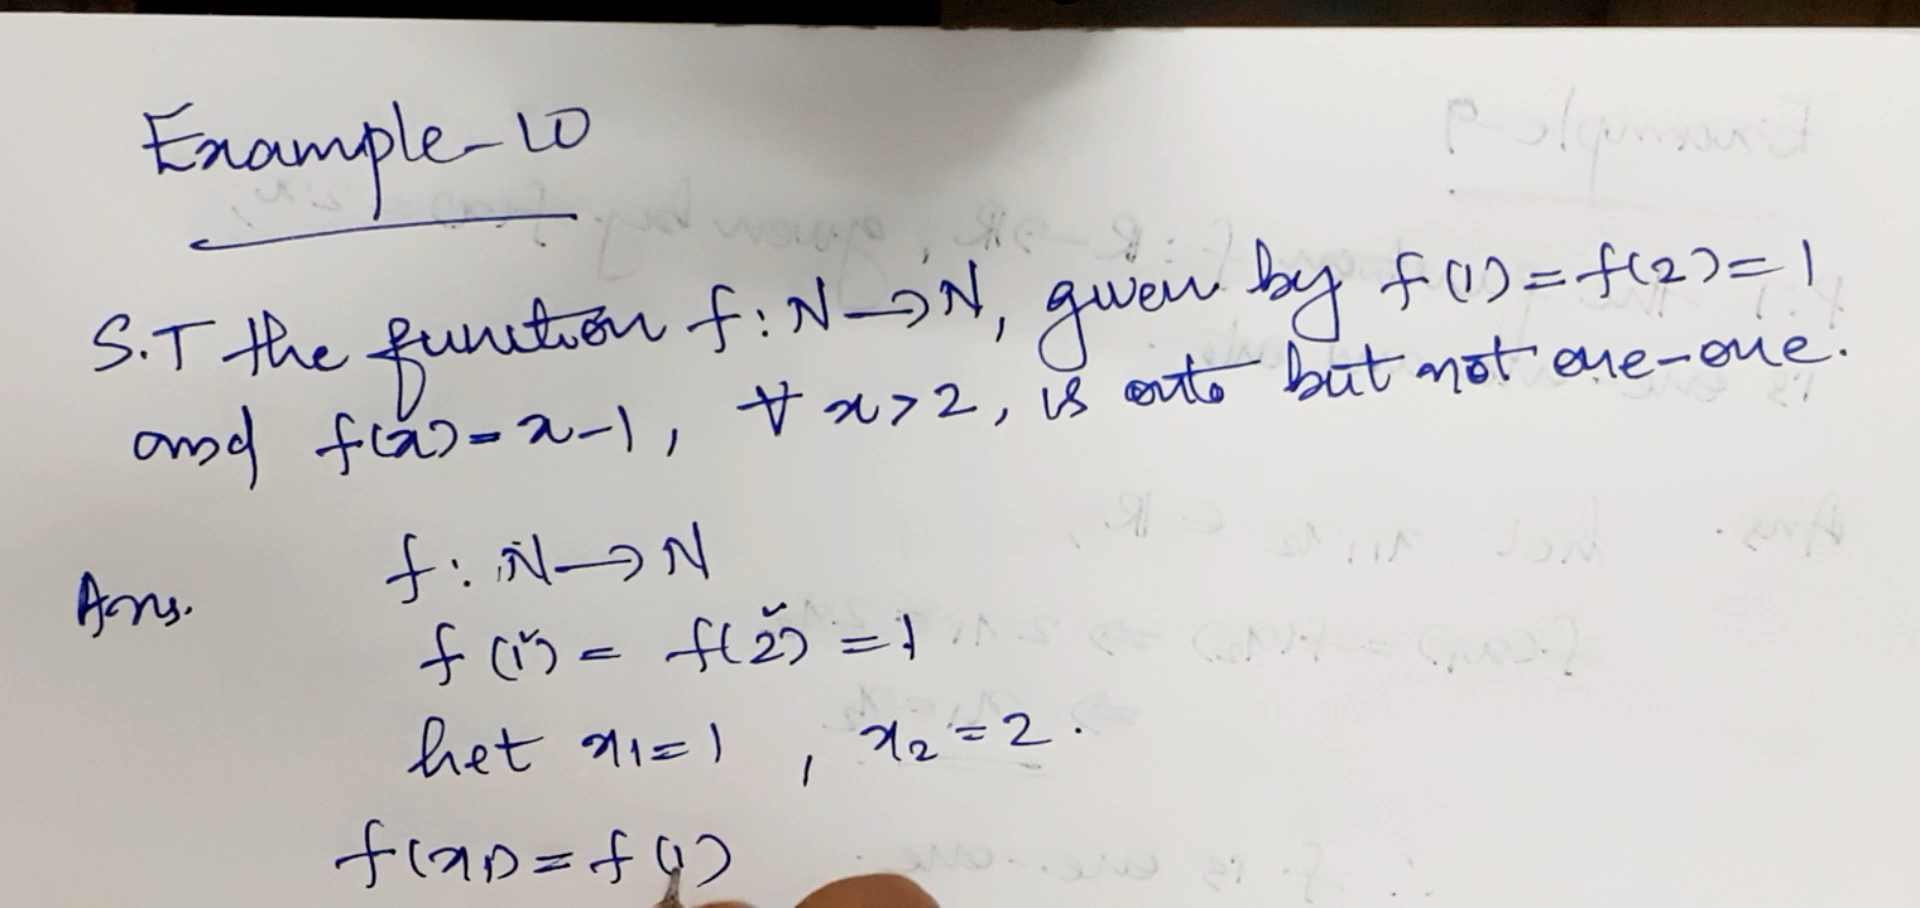 Example-10
S.T the function f: N→N, given by f(1)=f(2)=1
and f(x)=x-1, ∀ x>2, is onto but not one-one.
Ans. f: N→N
f(1) = f(2) = 1
Let x₁=1, x₂=2.
f(x₁)=f(1)